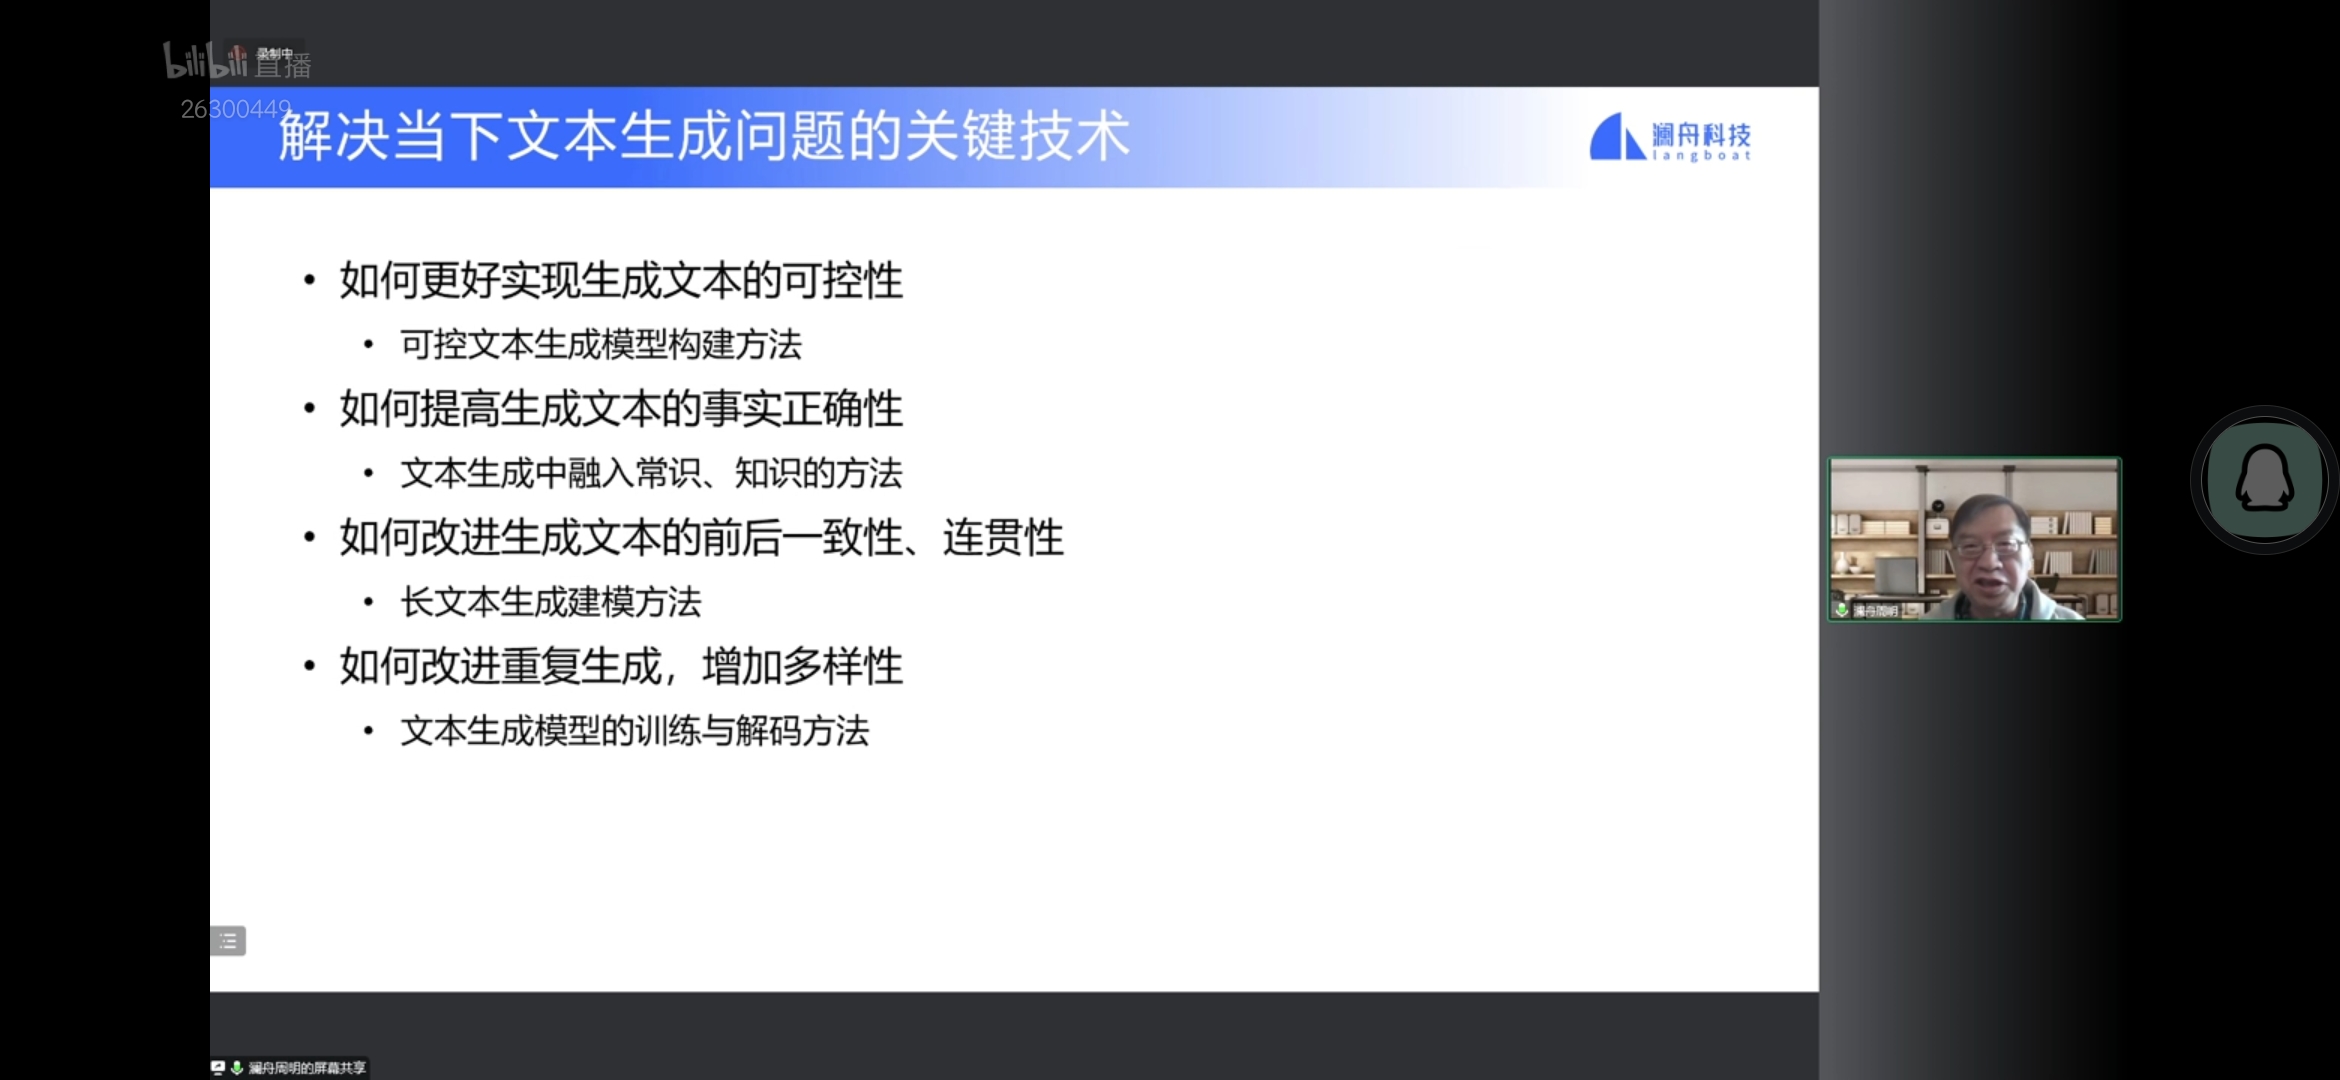 录制中
bilibili 直播
26300449
解决当下文本生成问题的关键技术
澜舟科技
langboat
• 如何更好实现生成文本的可控性
• 可控文本生成模型构建方法
• 如何提高生成文本的事实正确性
• 文本生成中融入常识、知识的方法
• 如何改进生成文本的前后一致性、连贯性
• 长文本生成建模方法
• 如何改进重复生成，增加多样性
• 文本生成模型的训练与解码方法
澜舟周明
澜舟周明的屏幕共享